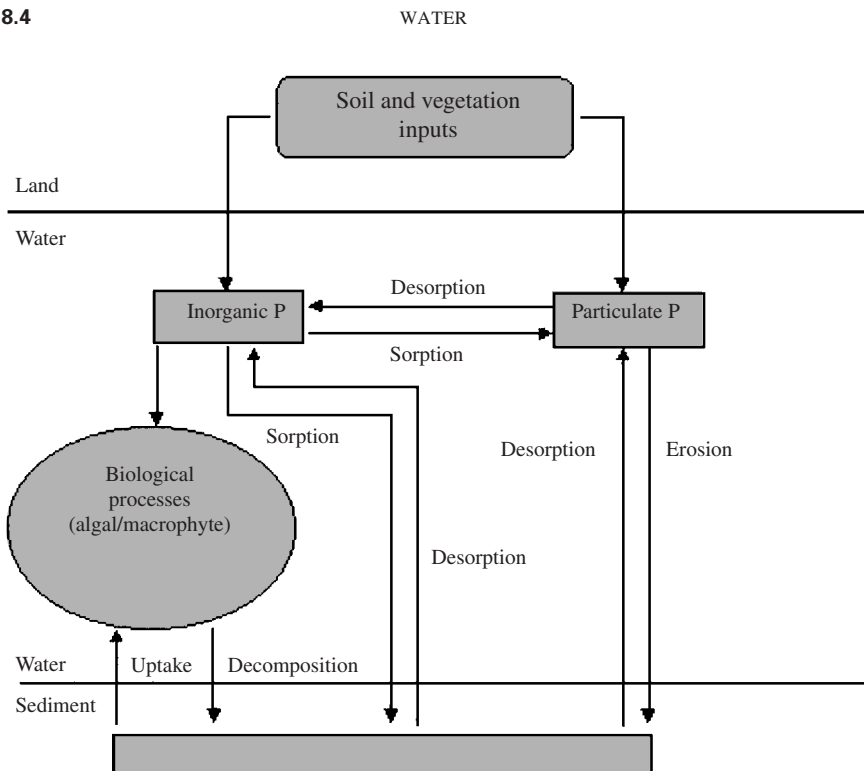 8.4
WATER
Soil and vegetation
inputs
Land
Water
Desorption
Inorganic P
Particulate P
Sorption
Sorption
Desorption
Erosion
Biological
processes
(algal/macrophyte)
Desorption
Water
Uptake
Decomposition
Sediment